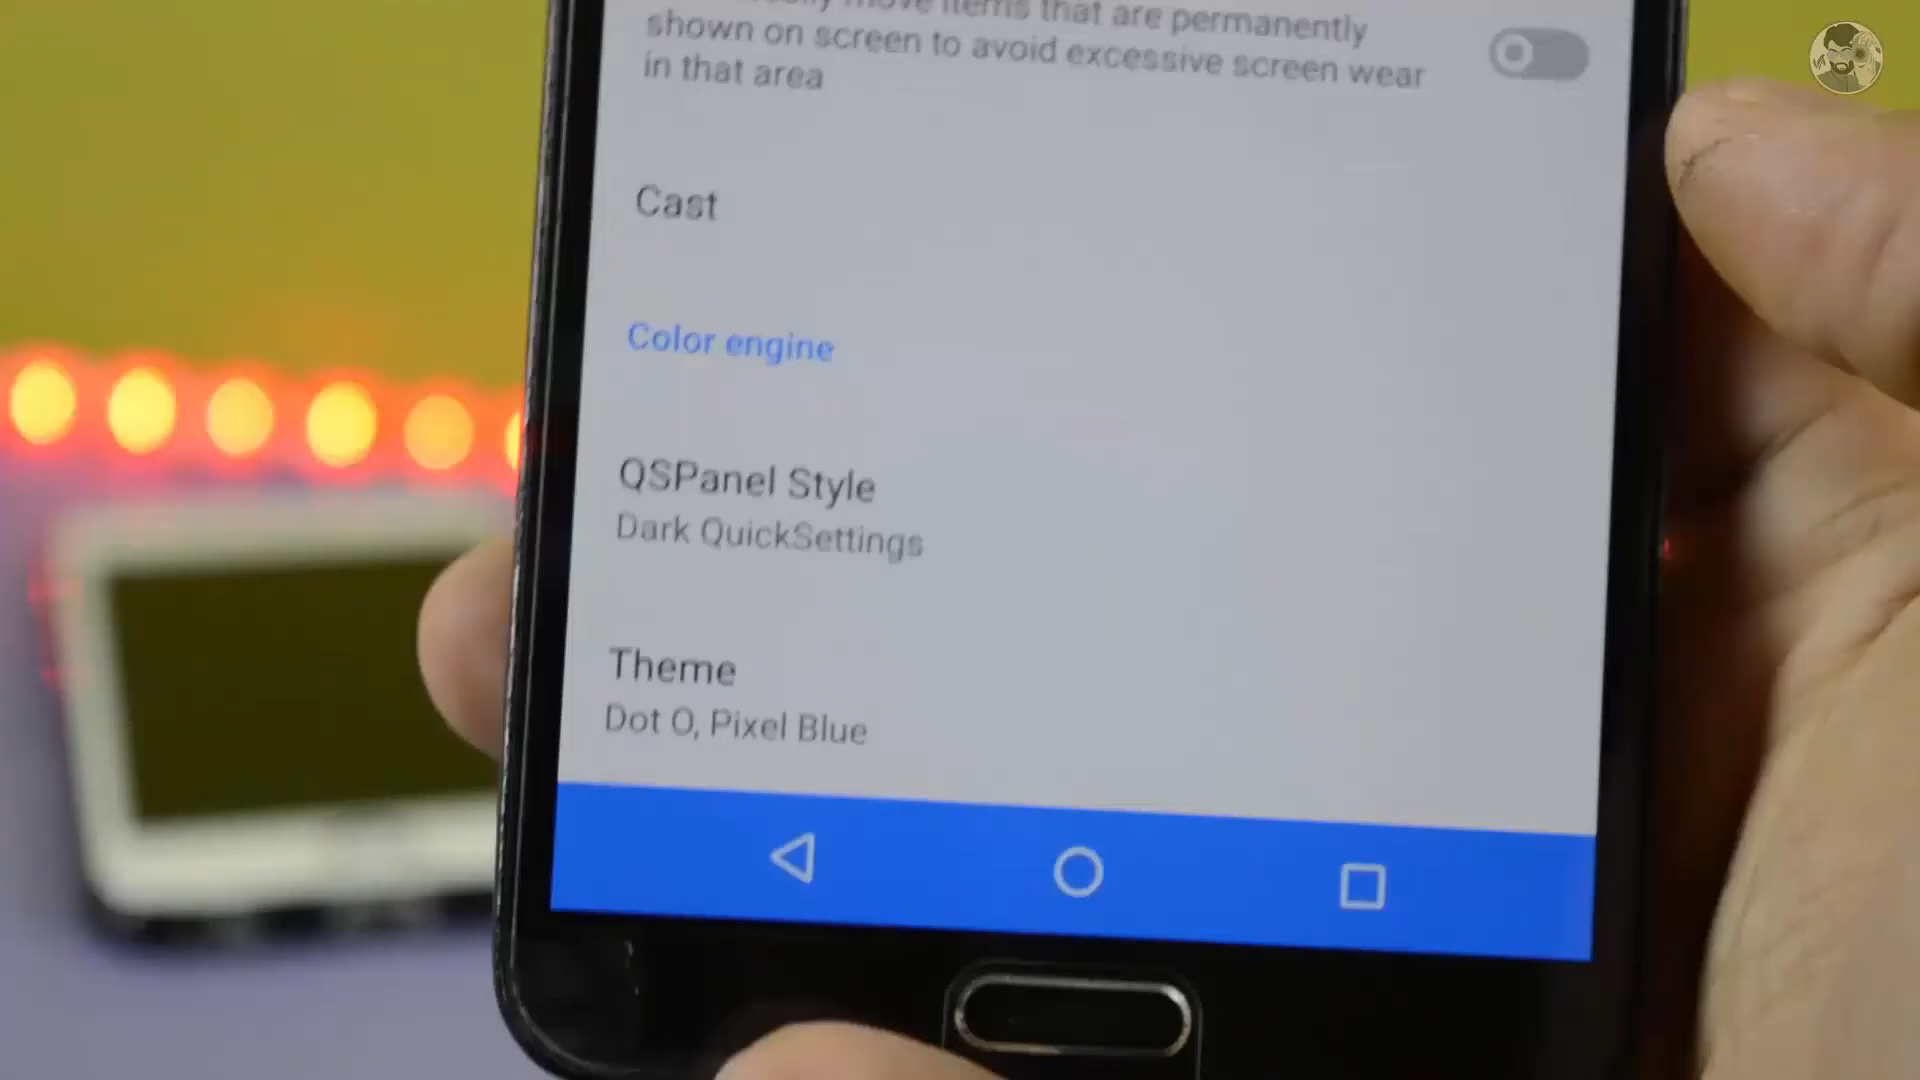 move items that are permanently
shown on screen to avoid excessive screen wear
in that area
Cast
Color engine
QSPanel Style
Dark QuickSettings
Theme
Dot O, Pixel Blue